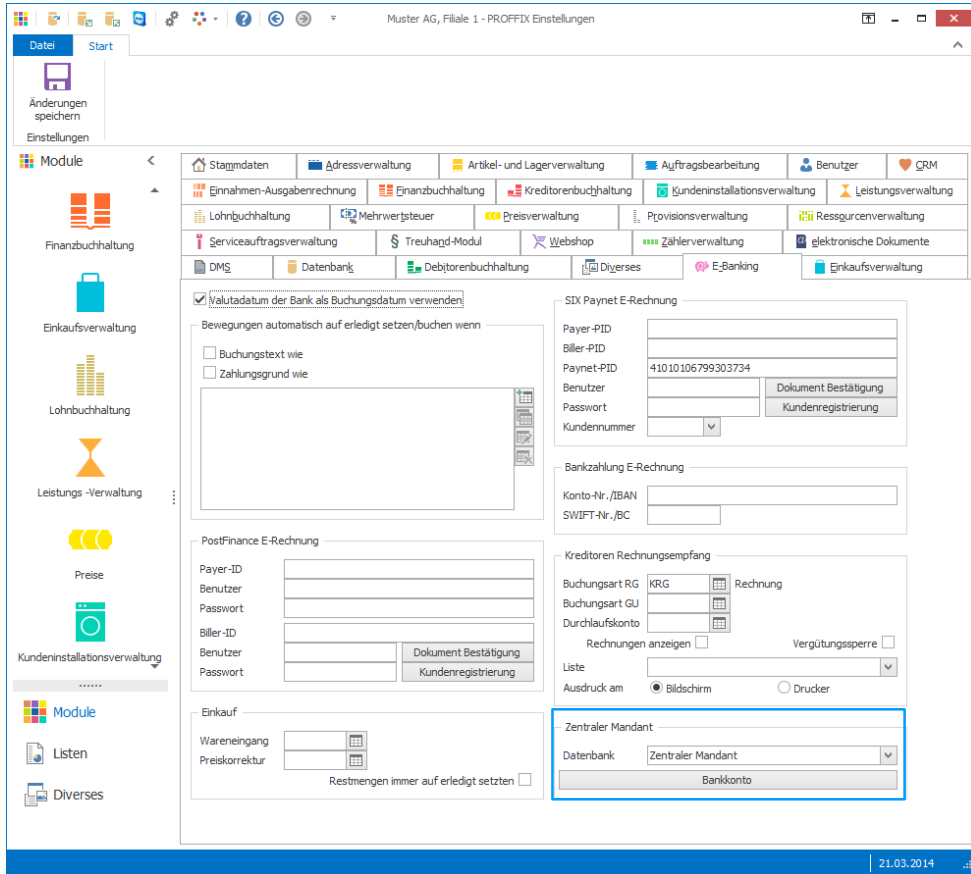 Muster AG, Filiale 1 - PROFFIX Einstellungen
Datei Start
Änderungen
speichern
Einstellungen
Module
Finanzbuchhaltung
Einkaufsverwaltung
Lohnbuchhaltung
Leistungs -Verwaltung
Preise
Kundeninstallationsverwaltung
Module
Listen
Diverses
Stammdaten Adressverwaltung Artikel- und Lagerverwaltung Auftragsbearbeitung Benutzer CRM
Einnahmen-Ausgabenrechnung Finanzbuchhaltung Kreditorenbuchhaltung Kundeninstallationsverwaltung Leistungsverwaltung
Lohnbuchhaltung Mehrwertsteuer Preisverwaltung Provisionsverwaltung Ressourcenverwaltung
Serviceauftragsverwaltung § Treuhand-Modul Webshop Zählerverwaltung elektronische Dokumente
DMS Datenbank Debitorenbuchhaltung Diverses E-Banking Einkaufsverwaltung
Valutadatum der Bank als Buchungsdatum verwenden
Bewegungen automatisch auf erledigt setzen/buchen wenn
Buchungstext wie
Zahlungsgrund wie
PostFinance E-Rechnung
Payer-ID
Benutzer
Passwort
Biller-ID
Benutzer Dokument Bestätigung
Passwort Kundenregistrierung
Einkauf
Wareneingang
Preiskorrektur
Restmengen immer auf erledigt setzten
SIX Paynet E-Rechnung
Payer-PID
Biller-PID
Paynet-PID 41010106799303734
Benutzer Dokument Bestätigung
Passwort Kundenregistrierung
Kundennummer
Bankzahlung E-Rechnung
Konto-Nr./IBAN
SWIFT-Nr./BC
Kreditoren Rechnungsempfang
Buchungsart RG KRG Rechnung
Buchungsart GU
Durchlaufskonto
Rechnungen anzeigen Vergütungssperre
Liste
Ausdruck am Bildschirm Drucker
Zentraler Mandant
Datenbank Zentraler Mandant
Bankkonto
21.03.2014